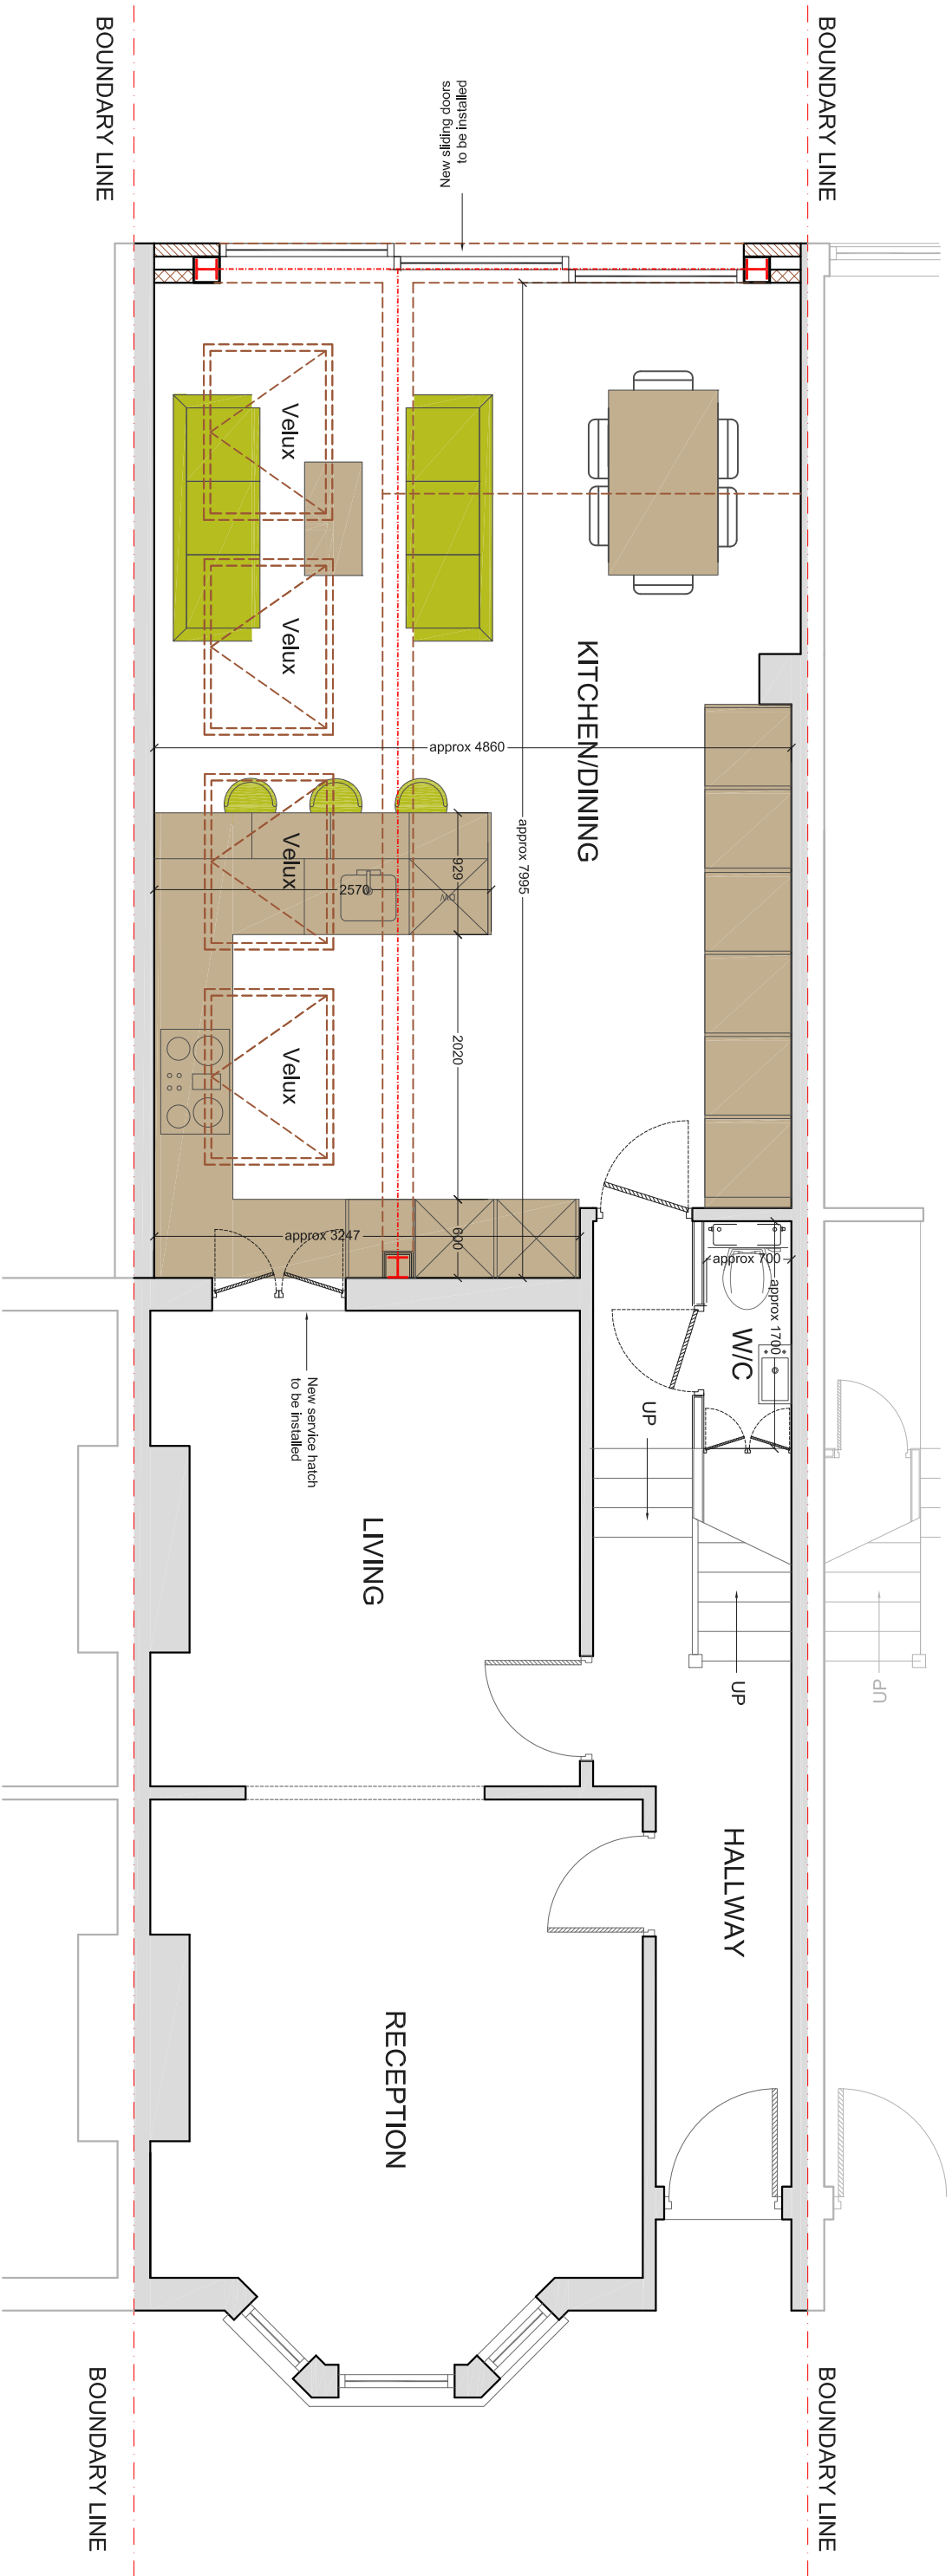 BOUNDARY LINE
BOUNDARY LINE
New sliding doors
to be installed
Velux
Velux
Velux
Velux
KITCHEN/DINING
approx 4860
approx 7995
929
2570
DW
2020
600
approx 3247
approx 700
approx 1700
W/C
UP
New service hatch
to be installed
LIVING
UP
UP
HALLWAY
RECEPTION
BOUNDARY LINE
BOUNDARY LINE